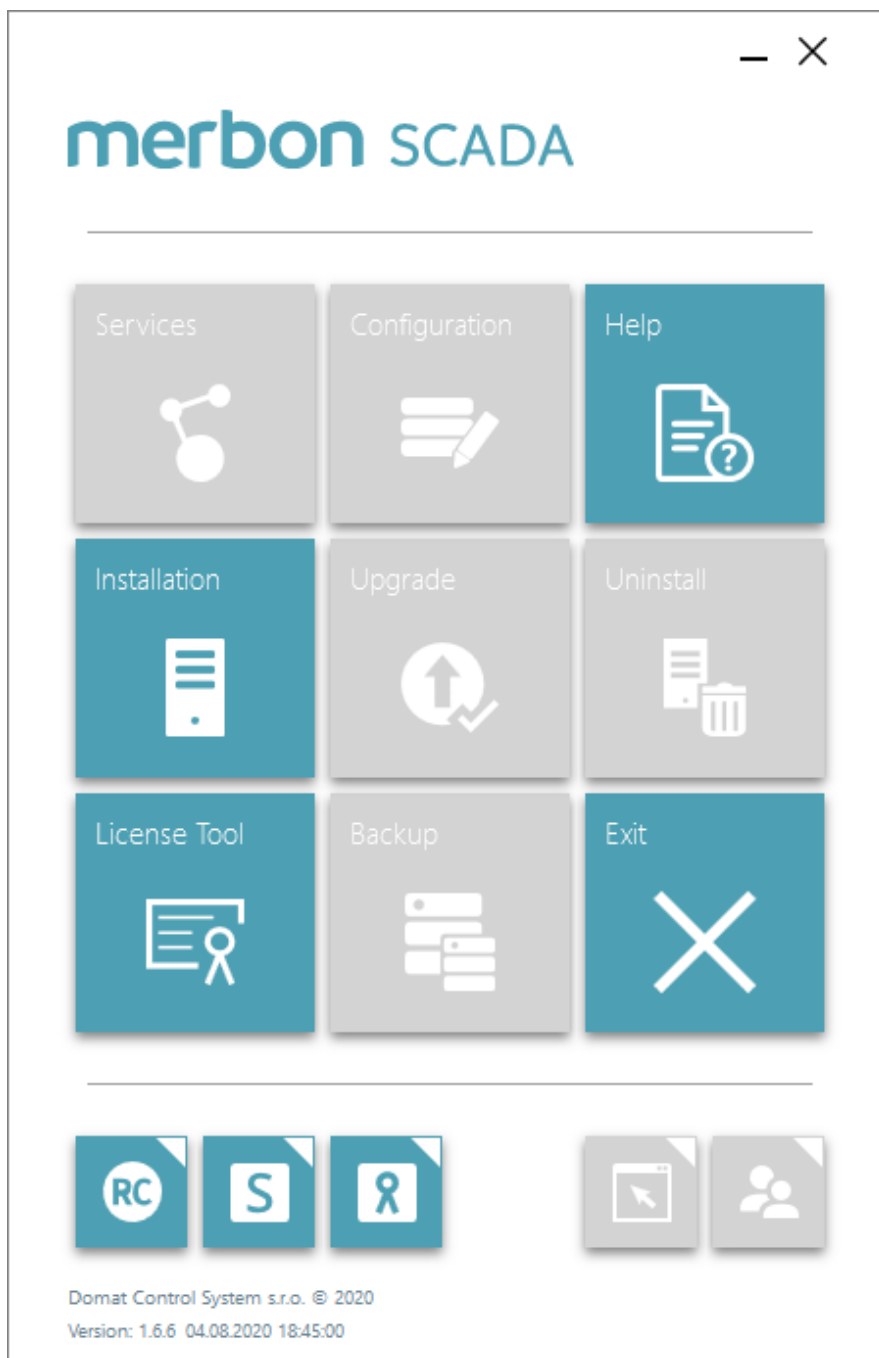 merbon SCADA
Services Configuration Help
?
Installation Upgrade Uninstall
License Tool Backup Exit
RC S
Domat Control System s.r.o. © 2020
Version: 1.6.6 04.08.2020 18:45:00